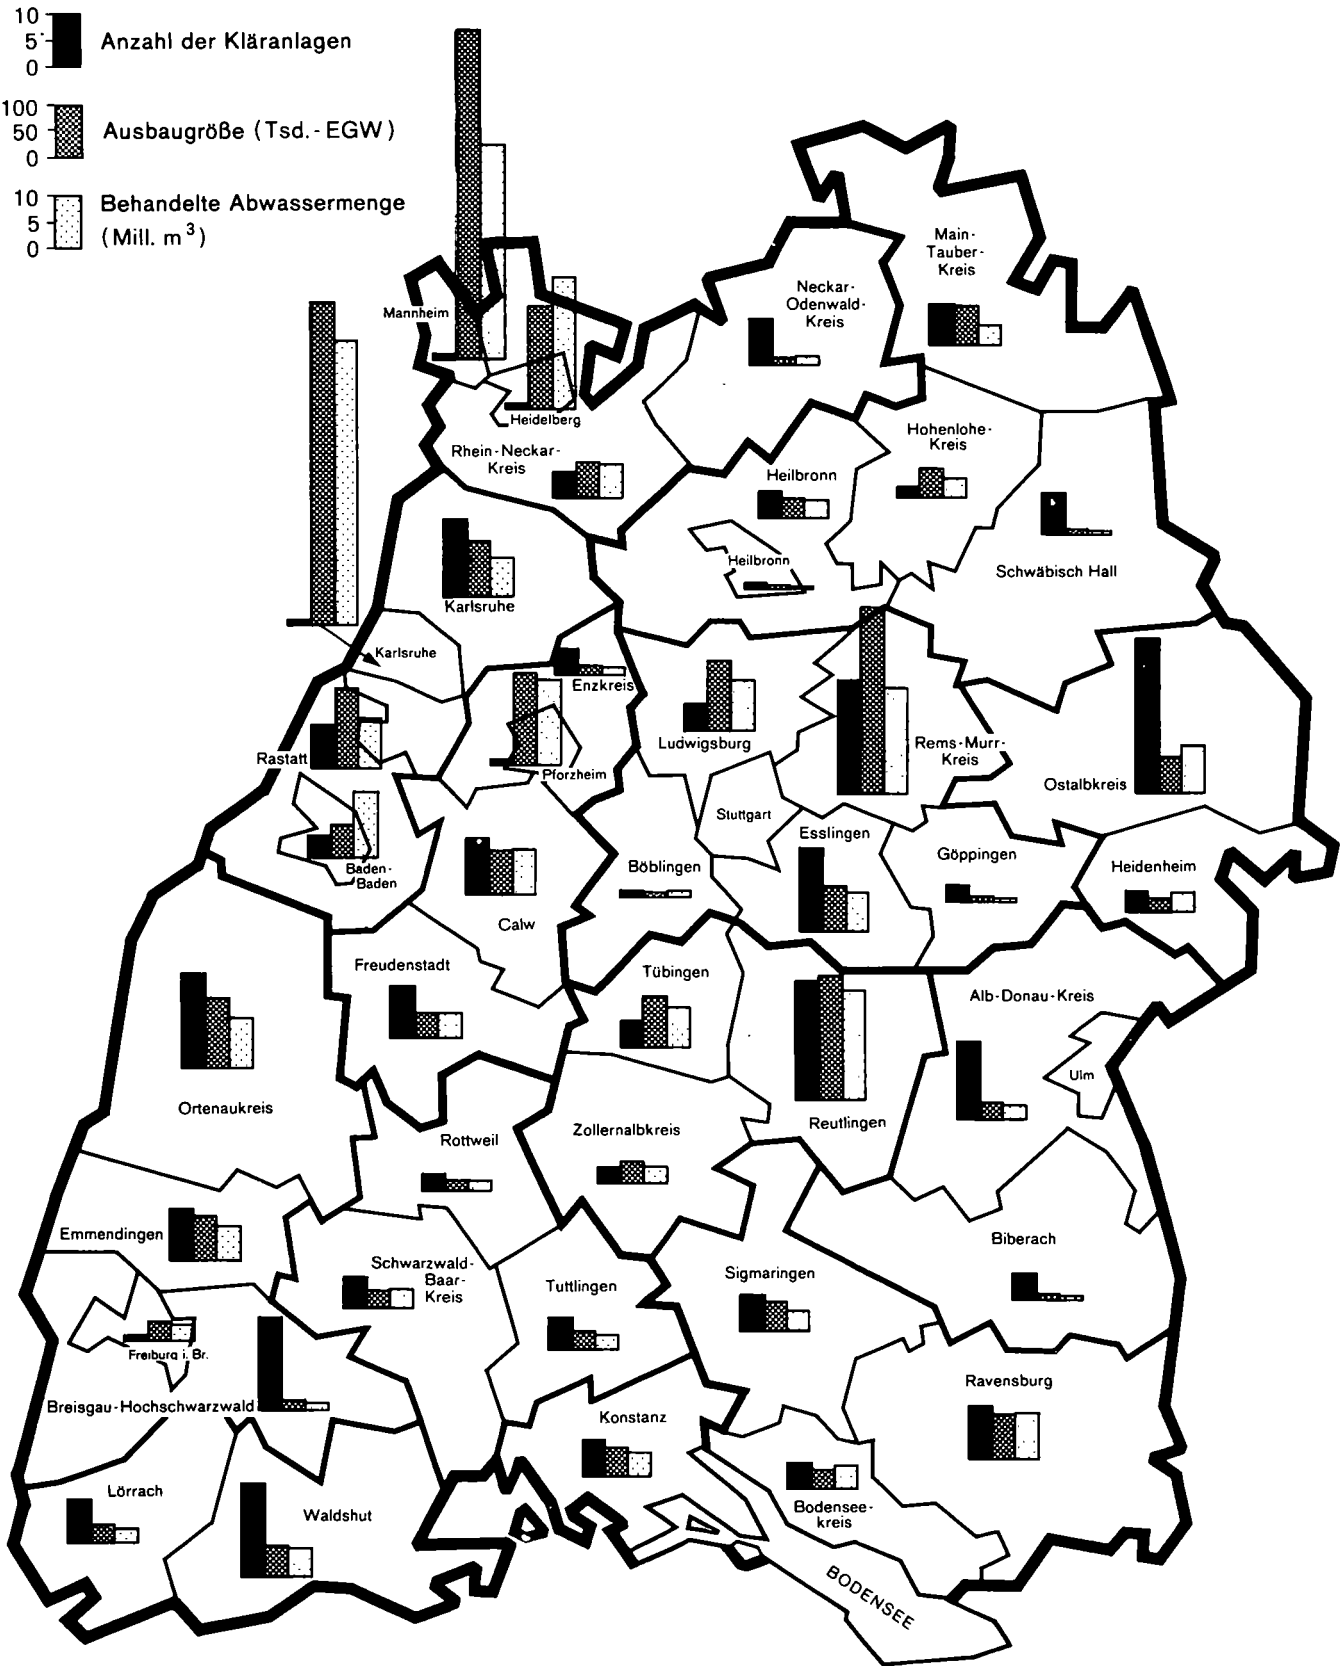 10
5
0
Anzahl der Kläranlagen
100
50
0
Ausbaugröße (Tsd.-EGW)
10
5
0
Behandelte Abwassermenge
(Mill. m³)
Main-
Tauber-
Kreis
Neckar-
Odenwald-
Kreis
Mannheim
Heidelberg
Rhein-Neckar-
Kreis
Hohenlohe-
Kreis
Heilbronn
Heilbronn
Schwäbisch Hall
Karlsruhe
Karlsruhe
Enzkreis
Ludwigsburg
Rems-Murr-
Kreis
Ostalbkreis
Rastatt
Pforzheim
Stuttgart
Baden-
Baden
Calw
Böblingen
Esslingen
Göppingen
Heidenheim
Freudenstadt
Tübingen
Alb-Donau-Kreis
Ulm
Ortenaukreis
Rottweil
Zollernalbkreis
Reutlingen
Emmendingen
Schwarzwald-
Baar-
Kreis
Tuttlingen
Sigmaringen
Biberach
Freiburg i. Br.
Breisgau-Hochschwarzwald
Konstanz
Ravensburg
Lörrach
Waldshut
Bodensee-
kreis
BODENSEE